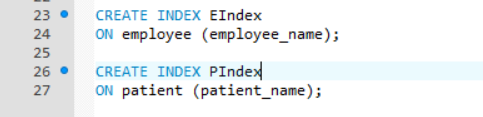 23 CREATE INDEX EIndex
24 ON employee (employee_name);
25
26 CREATE INDEX PIndex
27 ON patient (patient_name);